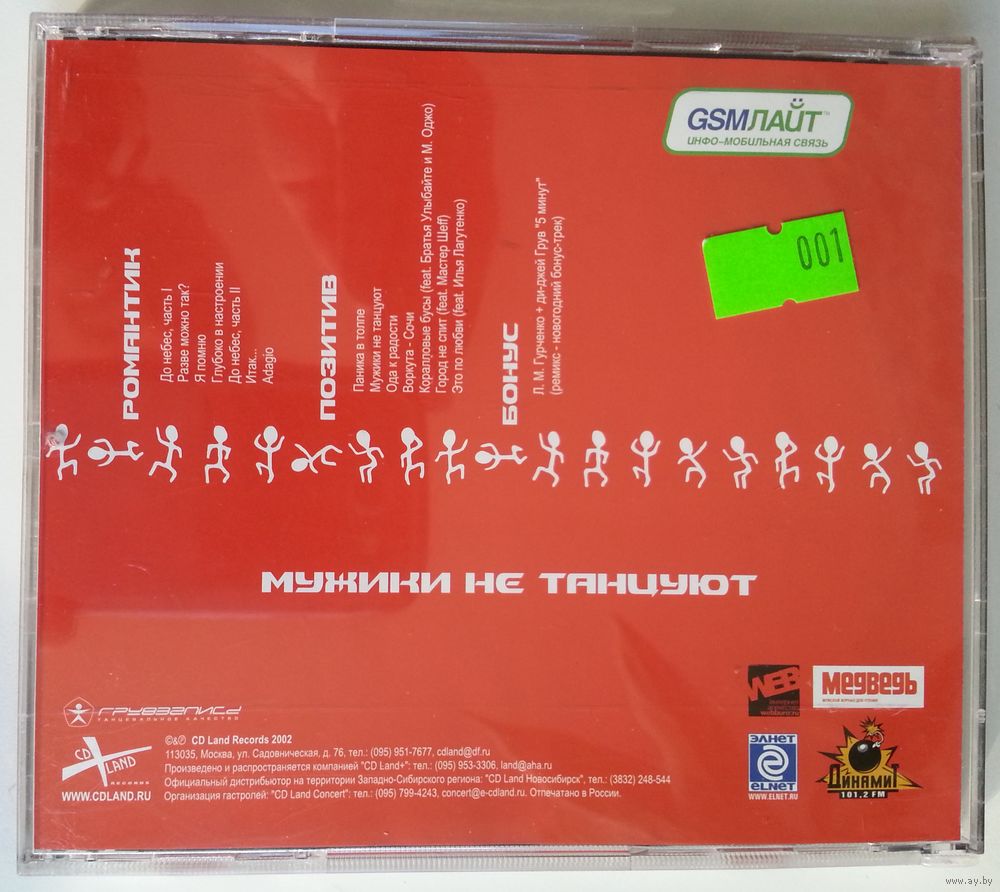 GSMЛАЙТ™
ИНФО-МОБИЛЬНАЯ СВЯЗЬ
001
РОМАНТИК
До небес, часть I
Разве можно так?
Я помню
Глубоко в настроении
До небес, часть II
Итак...
Adagio
ПОЗИТИВ
Паника в толпе
Мужики не танцуют
Ода к радости
Воркута - Сочи
Коралловые бусы (feat. Братья Улыбайте и М. Оджо)
Город не спит (feat. Мастер Шеff)
Это любви (feat. Илья Лагутенко)
БОНУС
Л. М. Гурченко + ди-джей Грув "5 минут"
(ремикс - новогодний бонус-трек)
МУЖИКИ НЕ ТАНЦУЮТ
ГРУВЗАПИСЬ
ТАНЦЕВАЛЬНОЕ КАЧЕСТВО
CD LAND
RECORDS
WWW.CDLAND.RU
©&℗ CD Land Records 2002
113035, Москва, ул. Садовническая, д. 76, тел.: (095) 951-7677, cdland@df.ru
Произведено и распространяется компанией "CD Land+": тел.: (095) 953-3306, land@aha.ru
Официальный дистрибьютор на территории Западно-Сибирского региона: "CD Land Новосибирск", тел.: (3832) 248-544
Организация гастролей: "CD Land Concert": тел.: (095) 799-4243, concert@e-cdland.ru. Отпечатано в России.
WEB
МЕДВЕДЬ
ЭЛНЕТ
eLNET
WWW.ELNET.RU
ДИНАМИТ
101,2 FM
www.ay.by